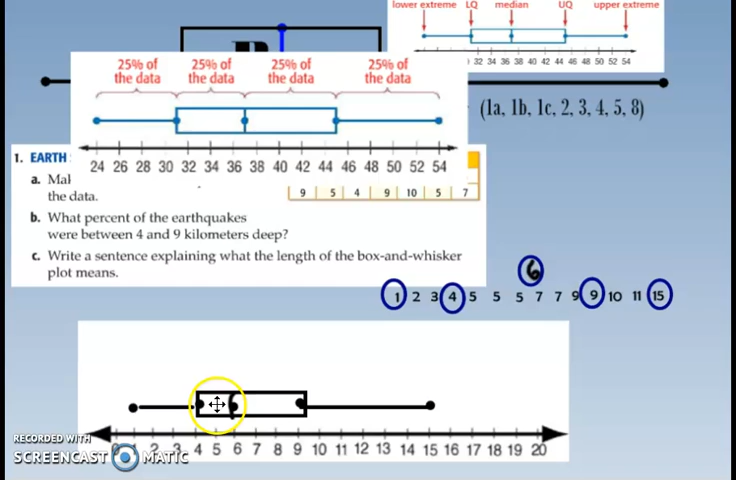 lower extreme LQ median UQ upper extreme
32 34 36 38 40 42 44 46 48 50 52 54
25% of the data 25% of the data 25% of the data 25% of the data
(1a, 1b, 1c, 2, 3, 4, 5, 8)
24 26 28 30 32 34 36 38 40 42 44 46 48 50 52 54
1. EARTH
a.
the data.
9 5 4 9 10 5 7
b. What percent of the earthquakes
were between 4 and 9 kilometers deep?
c. Write a sentence explaining what the length of the box-and-whisker
plot means.
6
1 2 3 4 5 5 5 7 7 9 9 10 11 15
2 3 4 5 6 7 8 9 10 11 12 13 14 15 16 17 18 19 20
RECORDED WITH
SCREENCAST MATIC